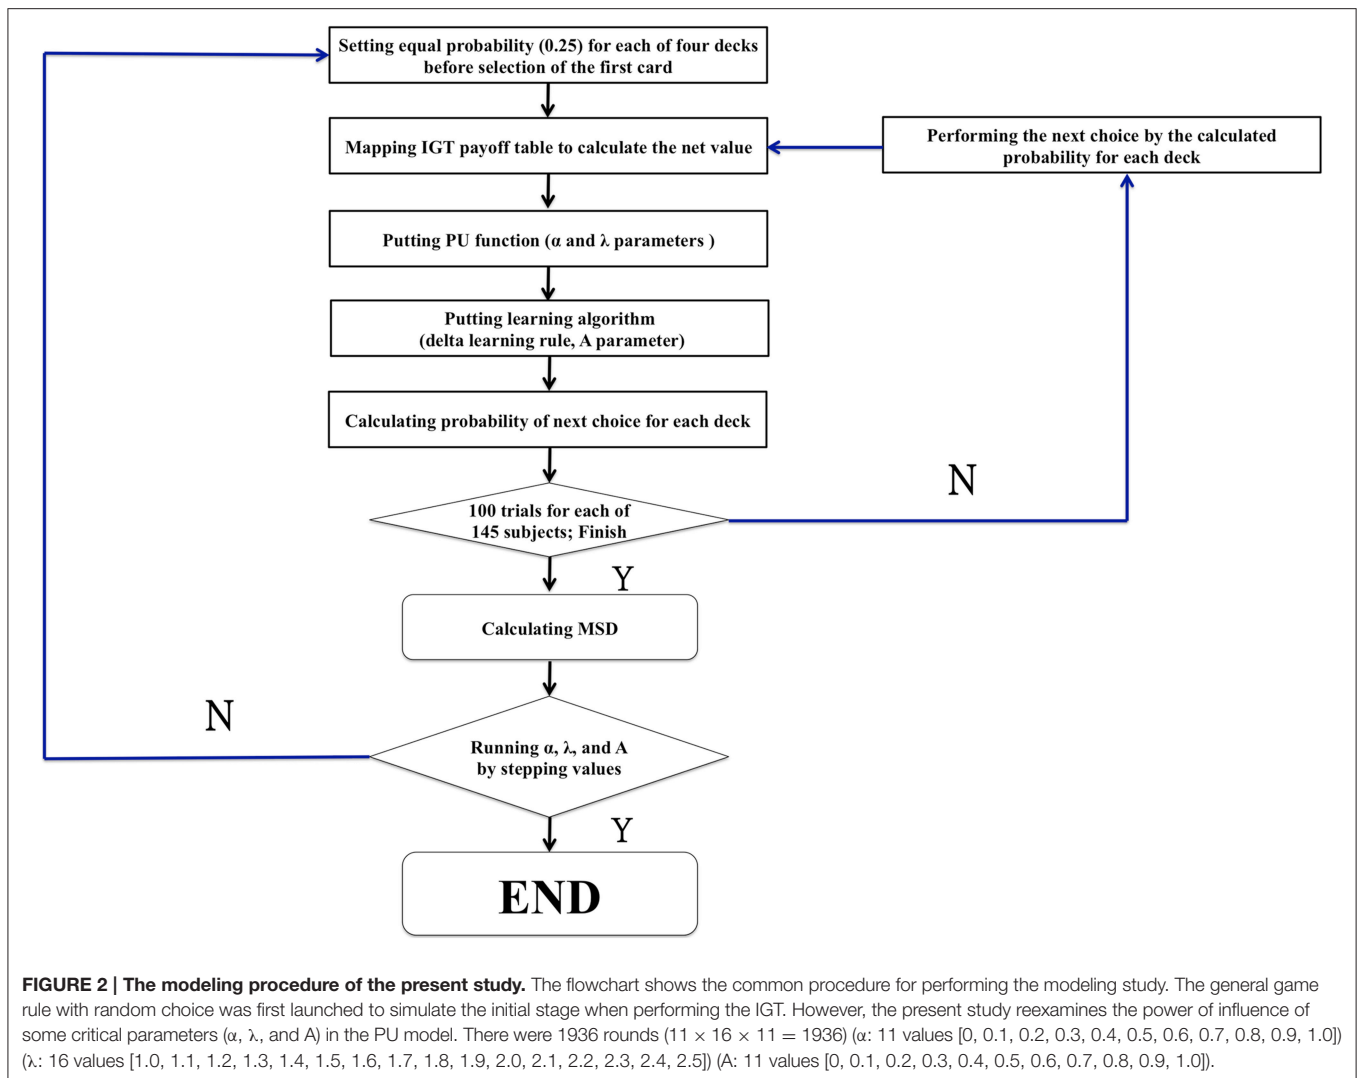 Setting equal probability (0.25) for each of four decks
before selection of the first card
Mapping IGT payoff table to calculate the net value
Performing the next choice by the calculated
probability for each deck
Putting PU function (α and λ parameters )
Putting learning algorithm
(delta learning rule, A parameter)
Calculating probability of next choice for each deck
100 trials for each of
145 subjects; Finish
N
Y
Calculating MSD
N
Running α, λ, and A
by stepping values
Y
END
FIGURE 2 | The modeling procedure of the present study. The flowchart shows the common procedure for performing the modeling study. The general game
rule with random choice was first launched to simulate the initial stage when performing the IGT. However, the present study reexamines the power of influence of
some critical parameters (α, λ, and A) in the PU model. There were 1936 rounds (11 × 16 × 11 = 1936) (α: 11 values [0, 0.1, 0.2, 0.3, 0.4, 0.5, 0.6, 0.7, 0.8, 0.9, 1.0])
(λ: 16 values [1.0, 1.1, 1.2, 1.3, 1.4, 1.5, 1.6, 1.7, 1.8, 1.9, 2.0, 2.1, 2.2, 2.3, 2.4, 2.5]) (A: 11 values [0, 0.1, 0.2, 0.3, 0.4, 0.5, 0.6, 0.7, 0.8, 0.9, 1.0]).